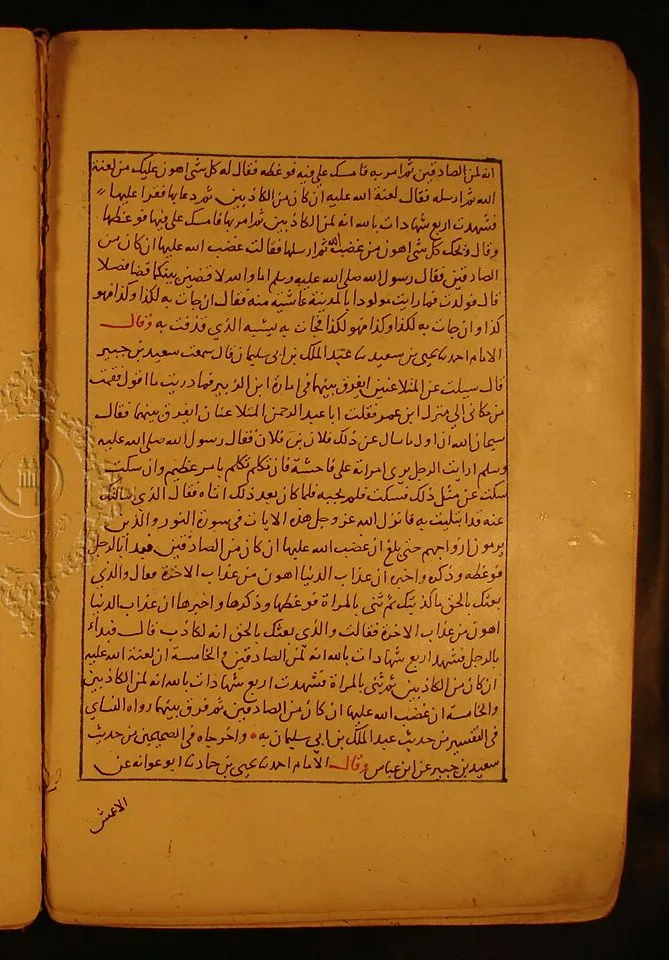 انه لمن الصادقين ثم امر به فامسك على فيه فوعظه فقال له كل شى اهون عليك من لعنة
الله ثم ارسله فقال لعنة الله عليه ان كان من الكاذبين ثم دعا بها فقرا عليها
فشهدت اربع شهادات بالله انه لمن الكاذبين ثم امر بها فامسك على فيها فوعظها
وقال ويحك كل شى اهون من غضب الله ثم ارسلها فقالت غضب الله عليها ان كان من
الصادقين فقال رسول الله صلى الله عليه وسلم اما والله لاقضين بينكما قضا فصلا
قال فولدت فما رايت مولودا بالمدينة غاشية منه فقال ان جات به لكذا وكذا فهو
كذا وان جات به لكذا وكذا فهو لكذا فجات به يشبه الذي قذفت به وقال
الامام احمد ثنا يحيى بن سعيد ثنا عبد الملك بن ابي سليمان قال سمعت سعيد بن جبير
قال سيلت عن المتلاعنين ايفرق بينهما في امارة ابن الزبير فما دريت ما اقول فقمت
من مكاني الى منزل ابن عمر فقلت ابا عبد الرحمن المتلاعنان ايفرق بينهما فقال
سبحان الله ان اول ما سال عن ذلك فلان بن فلان فقال رسول الله صلى الله عليه
وسلم ارايت الرجل يرى امراته على فاحشة فان تكلم تكلم بامر عظيم وان سكت
سكت عن مثل ذلك فسكت فلم يجبه فلما كان بعد ذلك اتاه فقال الذي سالتك
عنه قد ابتليت به فانزل الله عز وجل هذه الايات في سورة النور والذين
يرمون ازواجهم حتى بلغ ان غضب الله عليها ان كان من الصادقين فبدا بالرجل
فوعظه وذكره واخبره ان عذاب الدنيا اهون من عذاب الاخرة فقال والذي
بعثك بالحق ما كذبتك ثم ثنى بالمراة فوعظها وذكرها واخبرها ان عذاب الدنيا
اهون من عذاب الاخرة فقالت والذي بعثك بالحق انه لكاذب قال فبداء
بالرجل فشهد اربع شهادات بالله انه لمن الصادقين والخامسة ان لعنة الله عليه
ان كان من الكاذبين ثم ثنى بالمراة فشهدت اربع شهادات بالله انه لمن الكاذبين
والخامسة ان غضب الله عليها ان كان من الصادقين ثم فرق بينهما رواه النساي
في التفسير من حديث عبد الملك بن ابي سليمان به واخرجاه في الصحيحين من حديث
سعيد بن جبير عن ابن عباس وقال الامام احمد ثنا يحيى بن حماد ثنا ابو عوانه عن
الاعمش